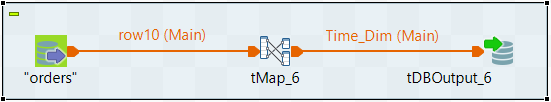 row10 (Main)
Time_Dim (Main)
"orders"
tMap_6
tDBOutput_6